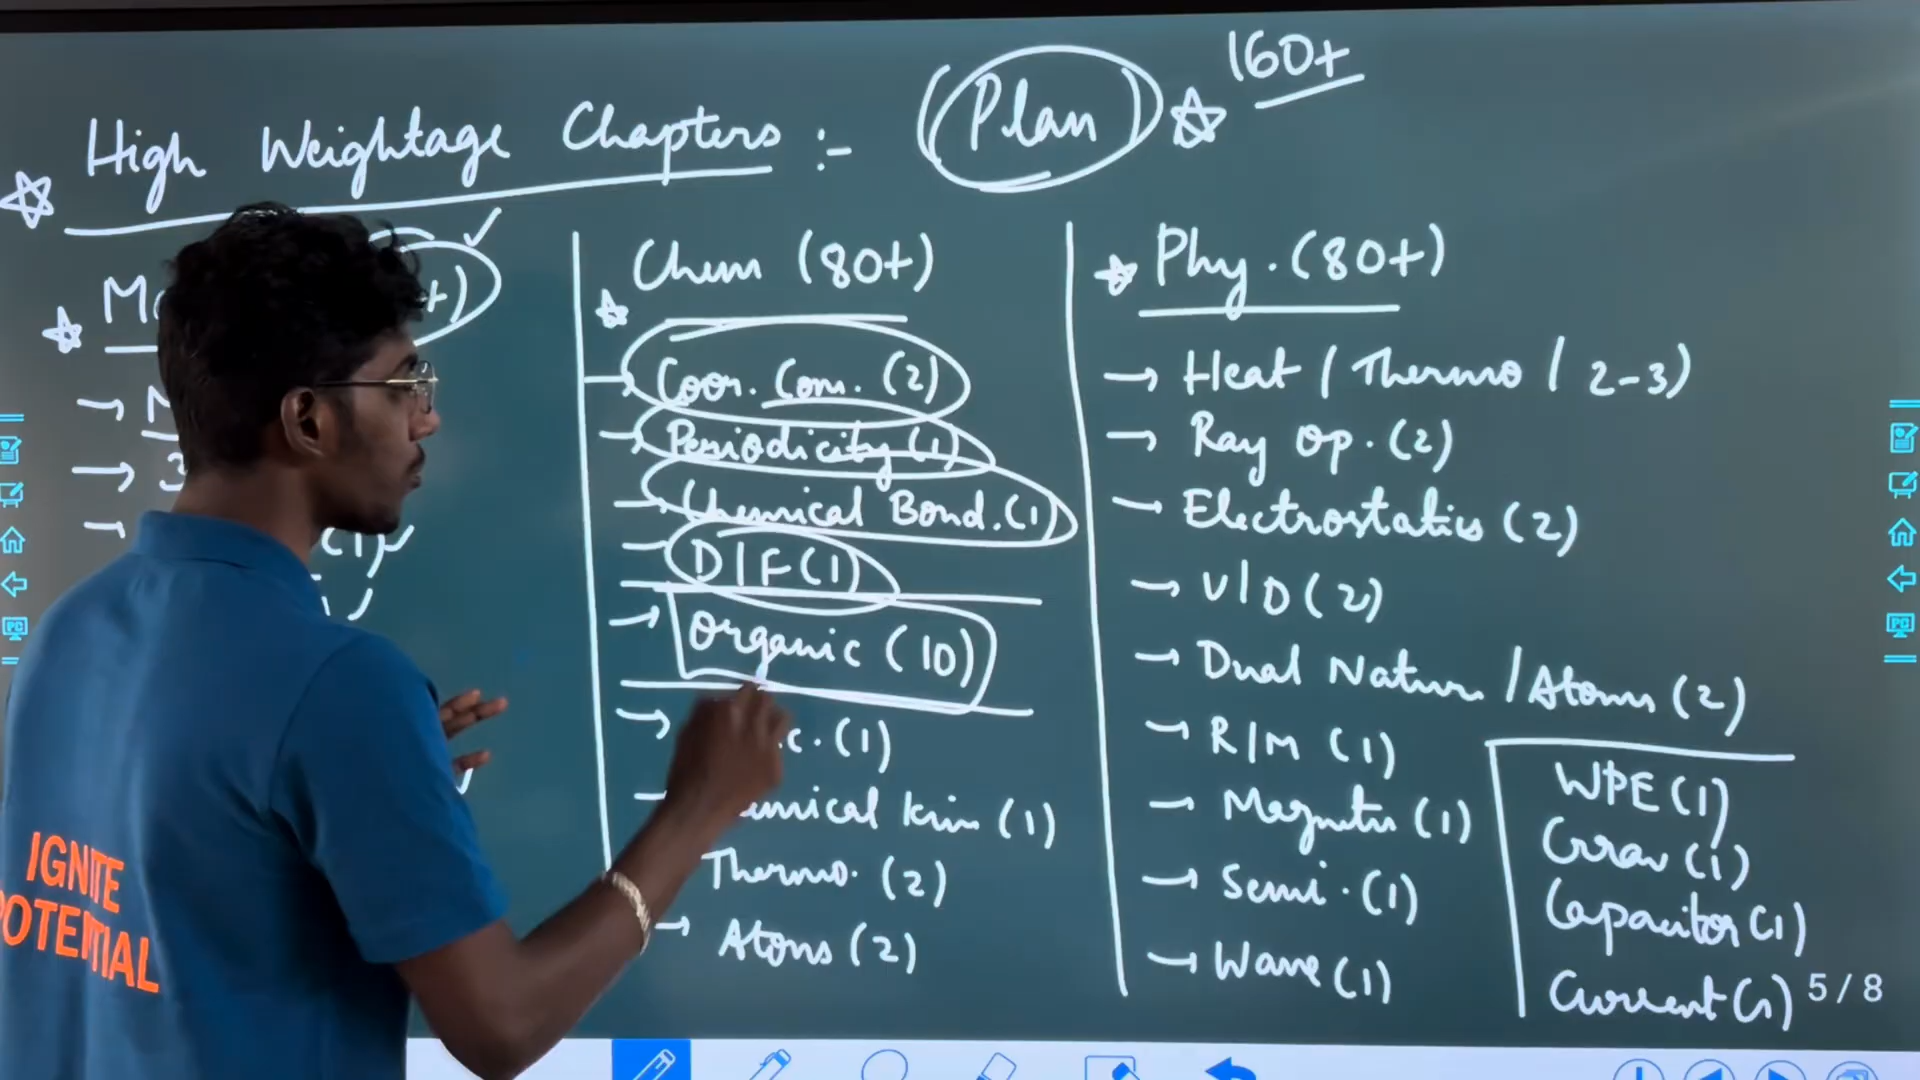 160+
High Weightage Chapters :- (Plan)
Chem (80+)
Coor. Com. (2)
Periodicity (1)
Chemical Bond. (1)
D/F (1)
Organic (10)
(1)
Kin (1)
Thermo. (2)
Atoms (2)
Phy. (80+)
Heat / Thermo / 2-3)
Ray Op. (2)
Electrostatics (2)
V/D (2)
Dual Nature / Atoms (2)
R/M (1)
Magnetis (1)
Semi. (1)
Wave (1)
WPE (1)
Grav (1)
Capacitor (1)
Current (1)
5 / 8
(1)
IGNITE
POTENTIAL